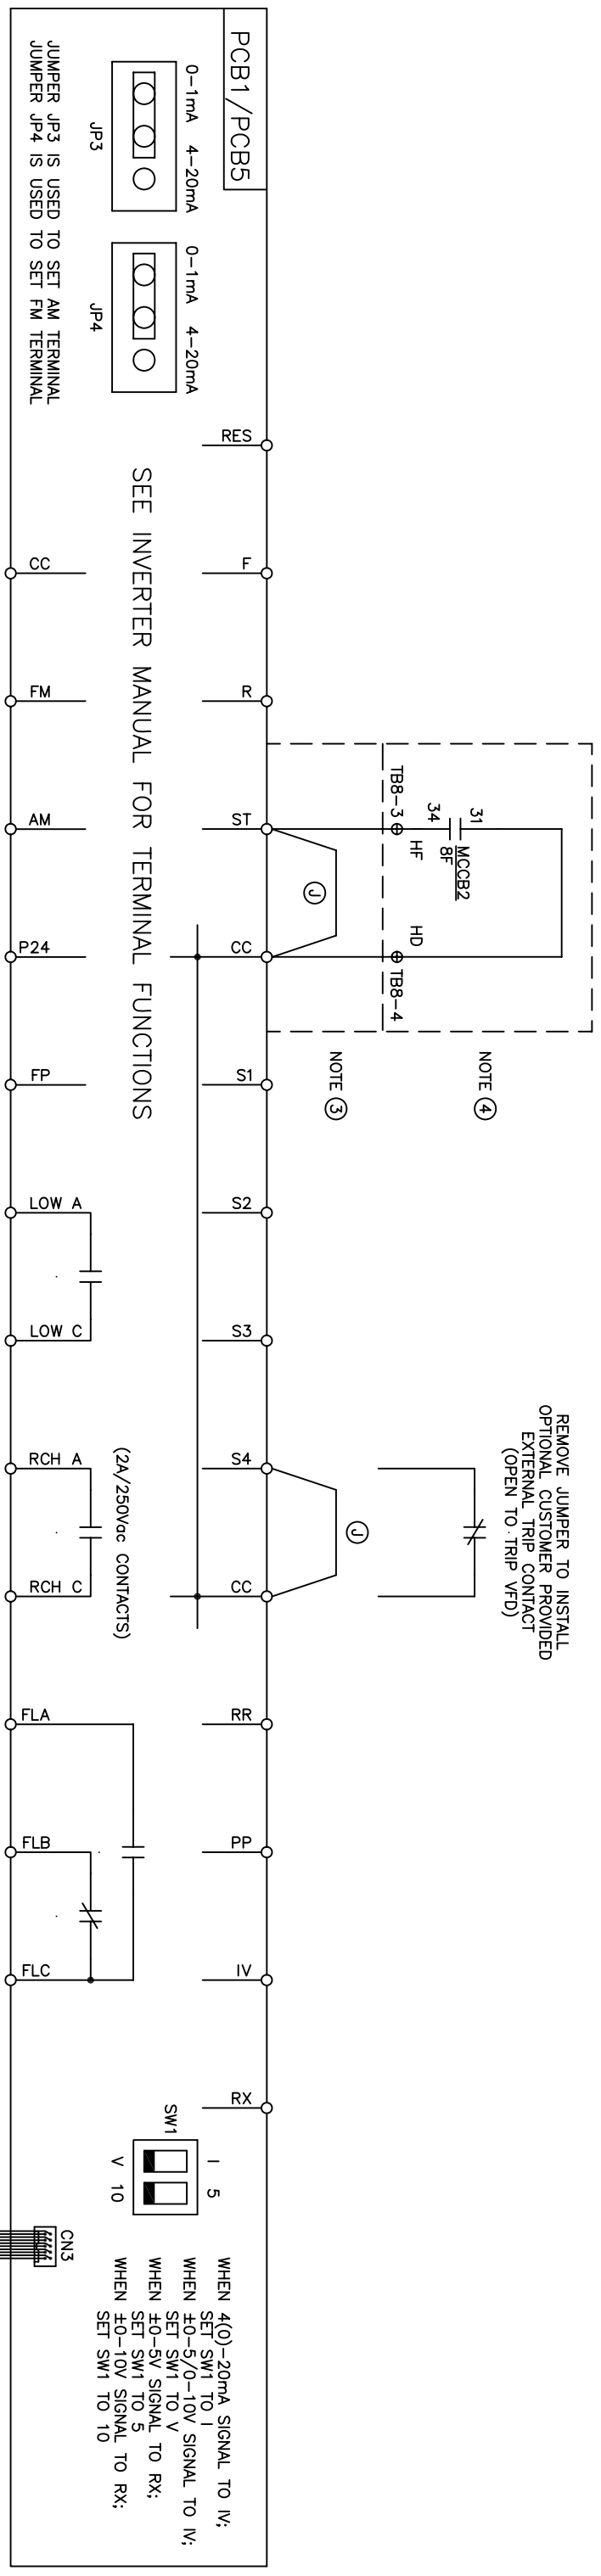 PCB1/PCB5
0-1mA 4-20mA
JP3
0-1mA 4-20mA
JP4
JUMPER JP3 IS USED TO SET AM TERMINAL
JUMPER JP4 IS USED TO SET FM TERMINAL
RES
F
R
ST
CC
S1
S2
S3
S4
CC
RR
PP
IV
RX
SEE INVERTER MANUAL FOR TERMINAL FUNCTIONS
CC
FM
AM
P24
FP
LOW A
LOW C
RCH A
RCH C
(2A/250Vac CONTACTS)
FLA
FLB
FLC
31
34
MCCB2
8F
TB8-3
HF
HD
TB8-4
J
NOTE 4
NOTE 3
REMOVE JUMPER TO INSTALL
OPTIONAL CUSTOMER PROVIDED
EXTERNAL TRIP CONTACT
(OPEN TO TRIP VFD)
J
SW1
I 5
V 10
CN3
WHEN 4(0)-20mA SIGNAL TO IV;
SET SW1 TO I
WHEN ±0-5/0-10V SIGNAL TO IV;
SET SW1 TO V
WHEN ±0-5V SIGNAL TO RX;
SET SW1 TO 5
WHEN ±0-10V SIGNAL TO RX;
SET SW1 TO 10